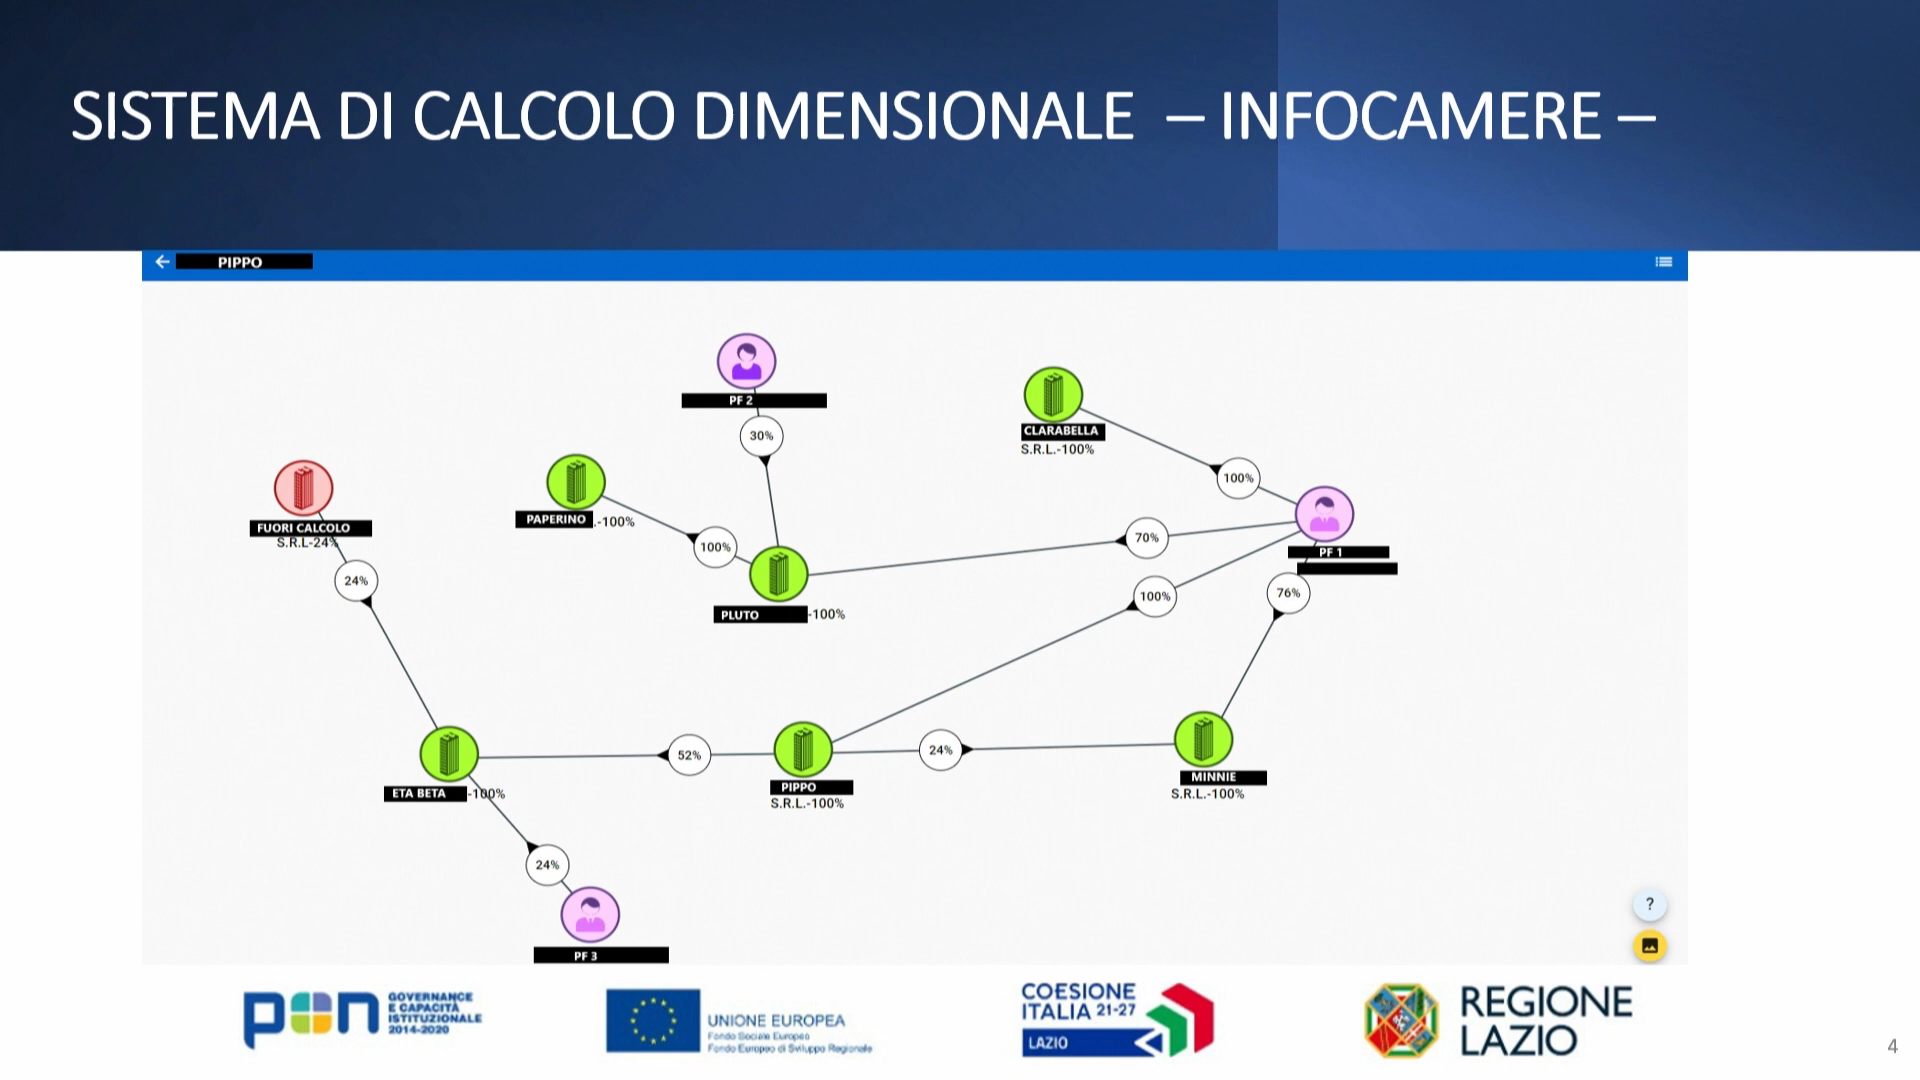 SISTEMA DI CALCOLO DIMENSIONALE – INFOCAMERE –
PIPPO
PF 2
30%
CLARABELLA
S.R.L.-100%
100%
FUORI CALCOLO
S.R.L-24%
24%
PAPERINO .-100%
100%
PLUTO -100%
70%
PF 1
100%
76%
ETA BETA -100%
52%
PIPPO
S.R.L.-100%
24%
MINNIE
S.R.L.-100%
24%
PF 3
?
pon GOVERNANCE
E CAPACITÀ
ISTITUZIONALE
2014-2020
UNIONE EUROPEA
Fondo Sociale Europeo
Fondo Europeo di Sviluppo Regionale
COESIONE
ITALIA 21-27
LAZIO
REGIONE
LAZIO
4